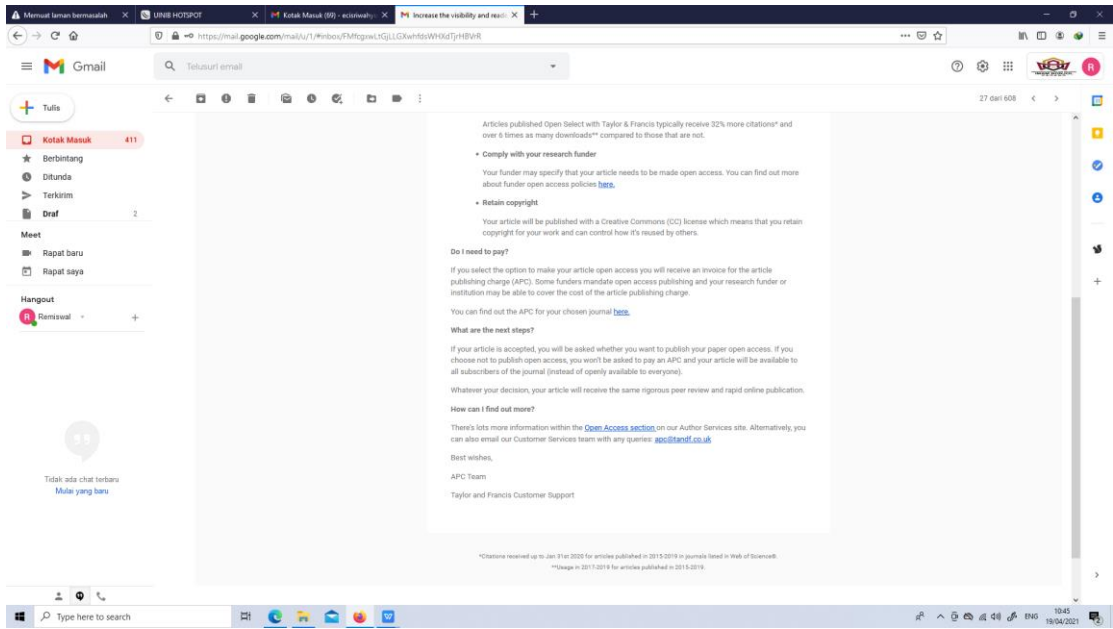 Memuat laman bermasalah
UINIB HOTSPOT
Kotak Masuk (69) - ecisriwahy
Increase the visibility and reade
https://mail.google.com/mail/u/1/#inbox/
Gmail
Telusuri email
R
Tulis
27 dari 608
Kotak Masuk 411
Berbintang
Ditunda
Terkirim
Draf 2
Meet
Rapat baru
Rapat saya
Hangout
R Remiswal
Tidak ada chat terbaru
Mulai yang baru
Articles published Open Select with Taylor & Francis typically receive 32% more citations* and
over 6 times as many downloads** compared to those that are not.
• Comply with your research funder
Your funder may specify that your article needs to be made open access. You can find out more
about funder open access policies here.
• Retain copyright
Your article will be published with a Creative Commons (CC) license which means that you retain
copyright for your work and can control how it's reused by others.
Do I need to pay?
If you select the option to make your article open access you will receive an invoice for the article
publishing charge (APC). Some funders mandate open access publishing and your research funder or
institution may be able to cover the cost of the article publishing charge.
You can find out the APC for your chosen journal here.
What are the next steps?
If your article is accepted, you will be asked whether you want to publish your paper open access. If you
choose not to publish open access, you won't be asked to pay an APC and your article will be available to
all subscribers of the journal (instead of openly available to everyone).
Whatever your decision, your article will receive the same rigorous peer review and rapid online publication.
How can I find out more?
There's lots more information within the Open Access section on our Author Services site. Alternatively, you
can also email our Customer Services team with any queries: apc@tandf.co.uk
Best wishes,
APC Team
Taylor and Francis Customer Support
*Citations received up to Jan 31st 2020 for articles published in 2015-2019 in journals listed in Web of Science®.
**Usage in 2017-2019 for articles published in 2015-2019.
Type here to search
ENG
10:45
19/04/2021